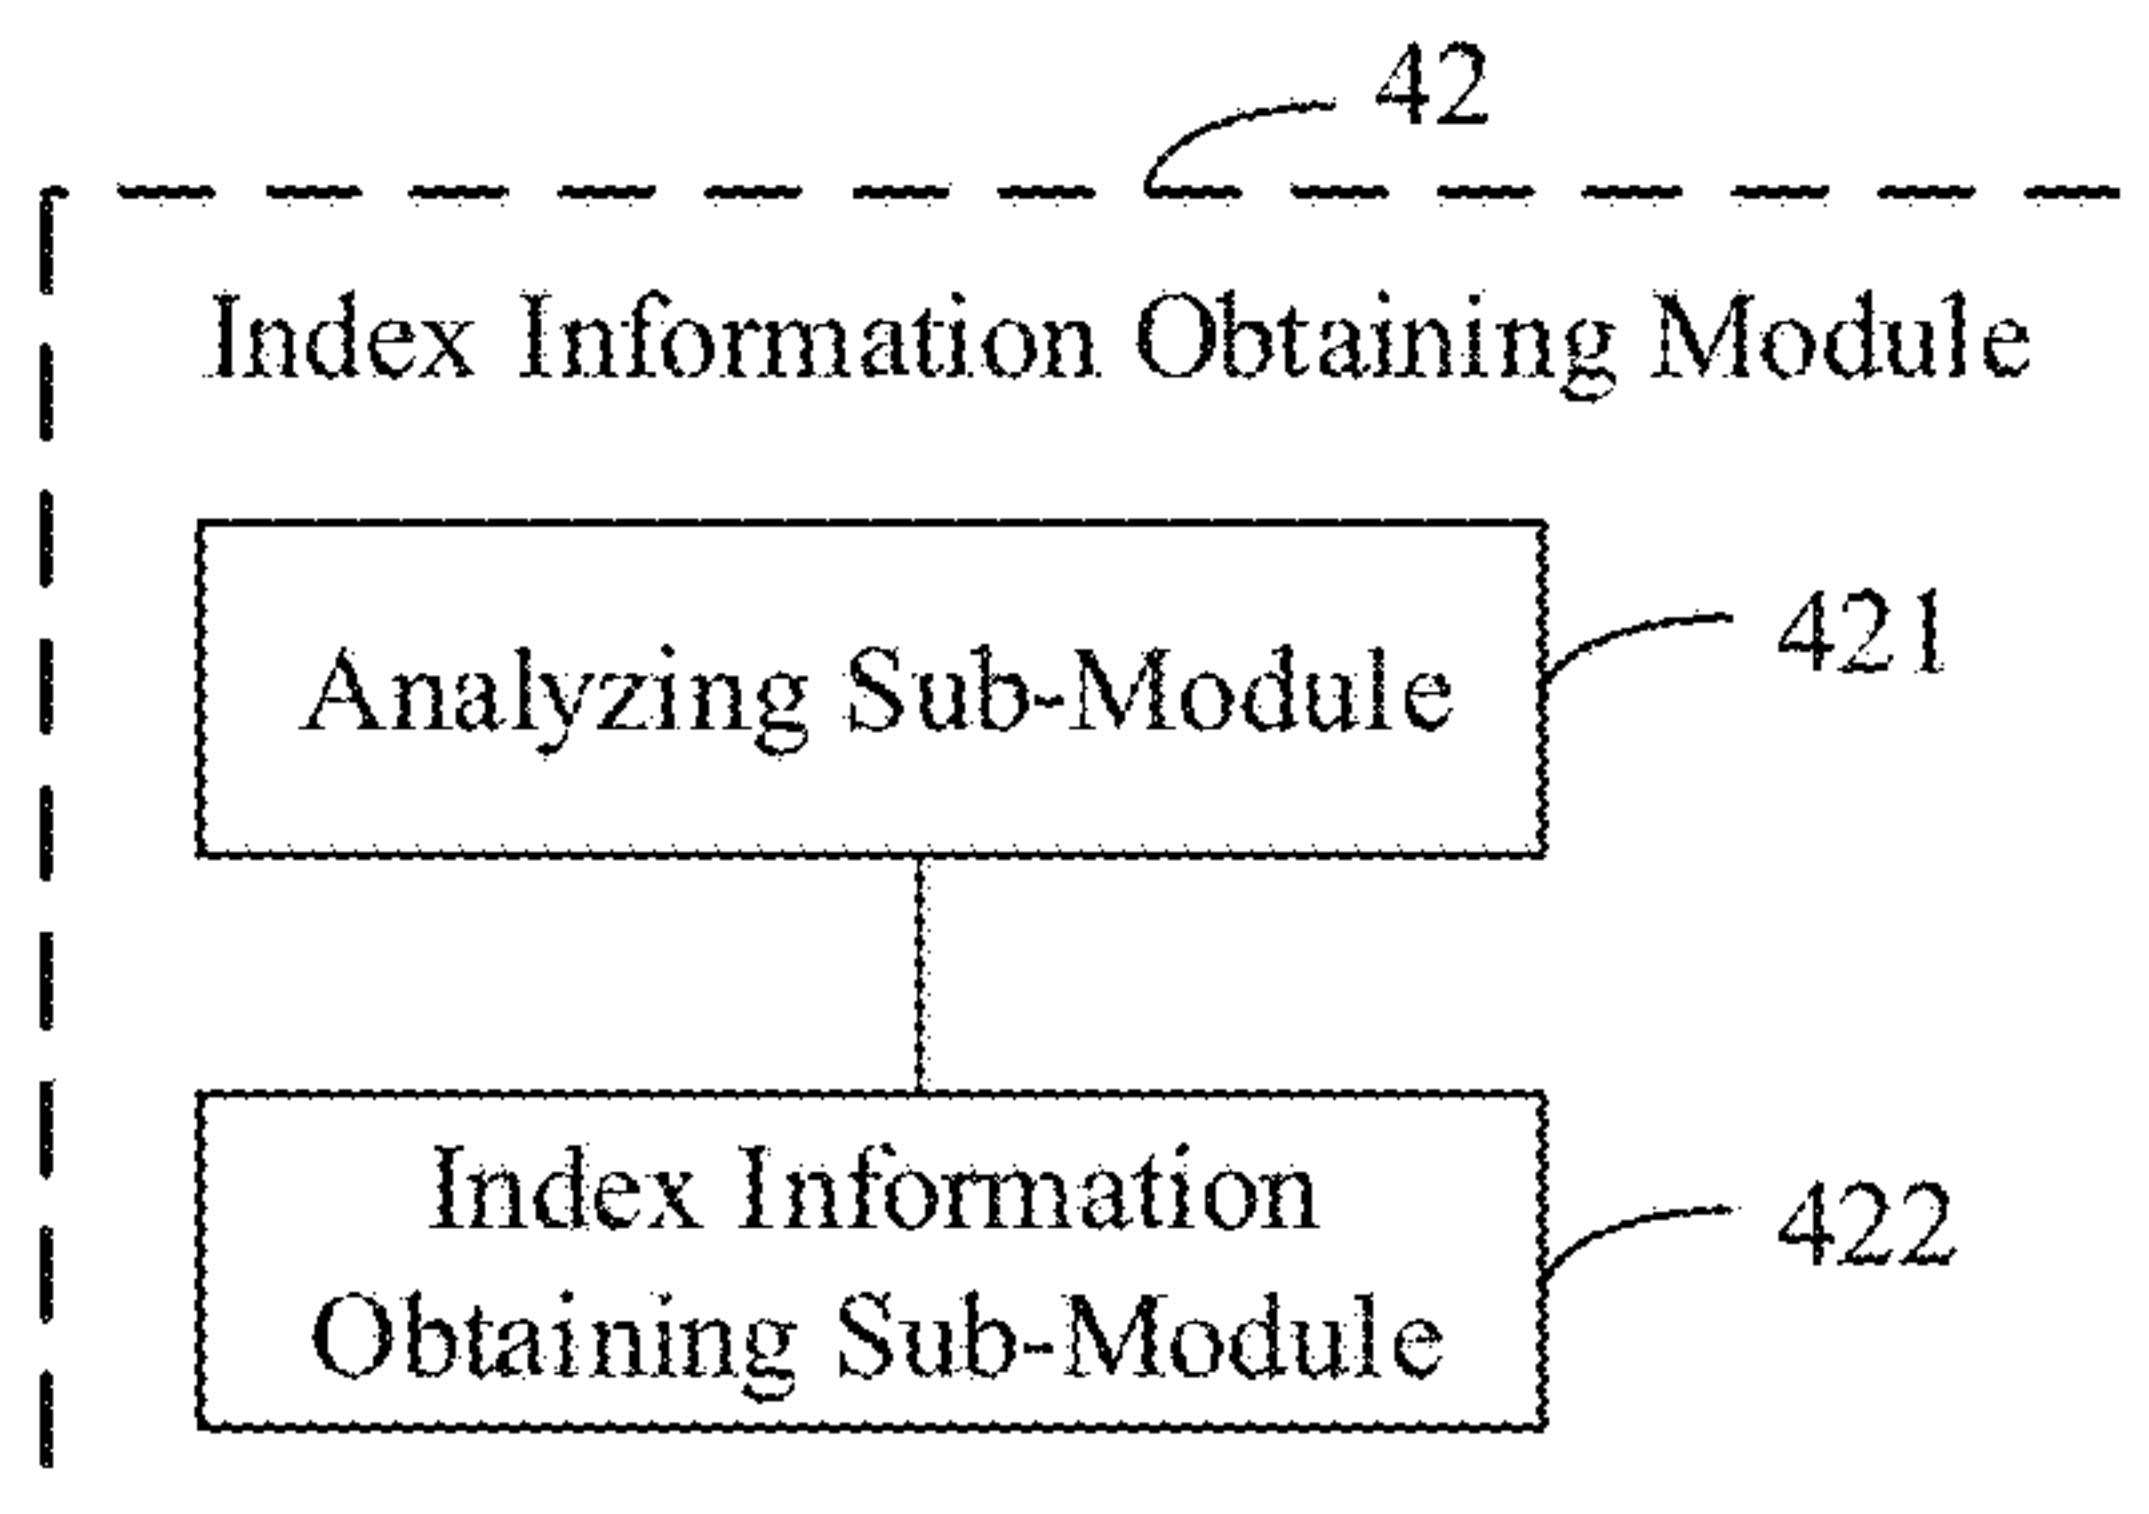 42
Index Information Obtaining Module
Analyzing Sub-Module
421
Index Information
Obtaining Sub-Module
422